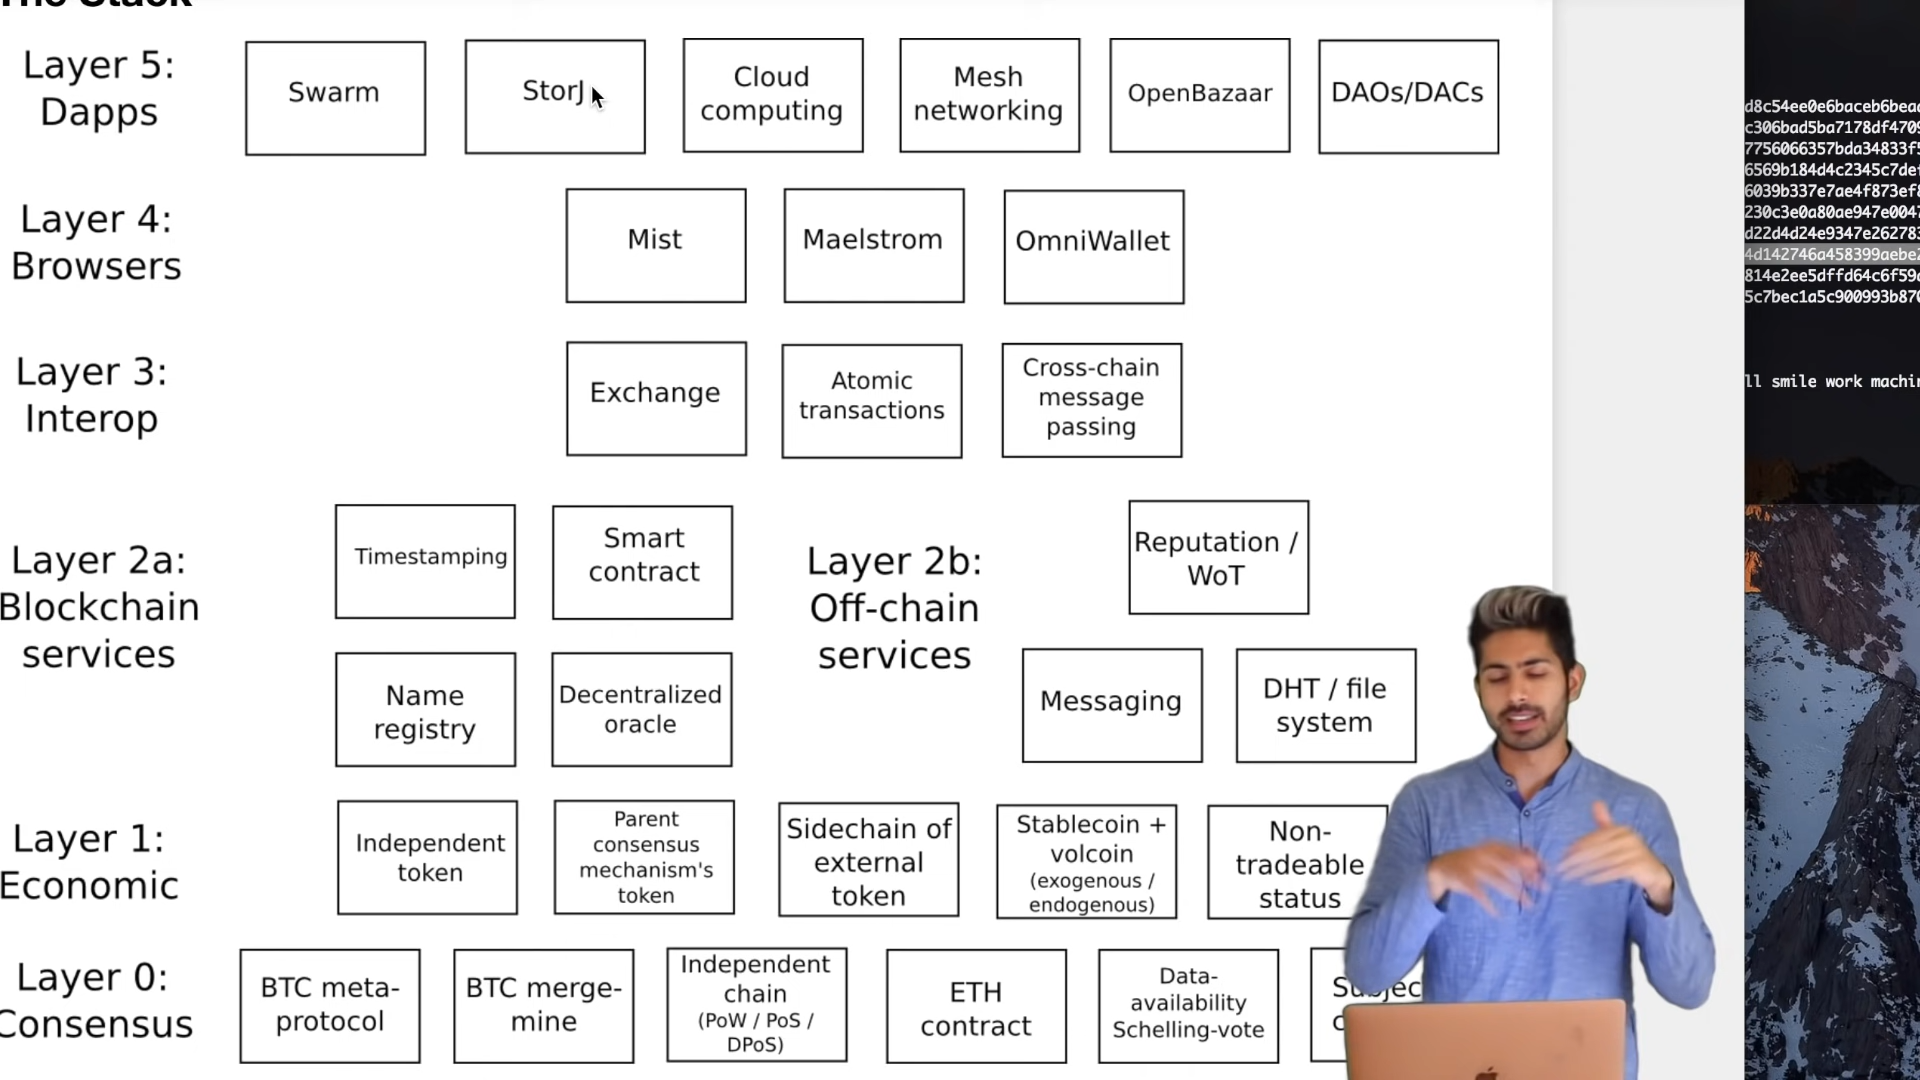 The Stack
Layer 5:
Dapps
Swarm
StorJ
Cloud
computing
Mesh
networking
OpenBazaar
DAOs/DACs
Layer 4:
Browsers
Mist
Maelstrom
OmniWallet
Layer 3:
Interop
Exchange
Atomic
transactions
Cross-chain
message
passing
Layer 2a:
Blockchain
services
Timestamping
Smart
contract
Name
registry
Decentralized
oracle
Layer 2b:
Off-chain
services
Reputation /
WoT
Messaging
DHT / file
system
Layer 1:
Economic
Independent
token
Parent
consensus
mechanism's
token
Sidechain of
external
token
Stablecoin +
volcoin
(exogenous /
endogenous)
Non-
tradeable
status
Layer 0:
Consensus
BTC meta-
protocol
BTC merge-
mine
Independent
chain
(PoW / PoS /
DPoS)
ETH
contract
Data-
availability
Schelling-vote
d8c54ee0e6baceb6bea
c306bad5ba7178df470
7756066357bda34833f
6569b184d4c2345c7de
6039b337e7ae4f873ef
230c3e0a80ae947e004
d22d4d24e9347e26278
4d142746a458399aebe
814e2ee5dffd64c6f59
5c7bec1a5c900993b87
ll smile work machin